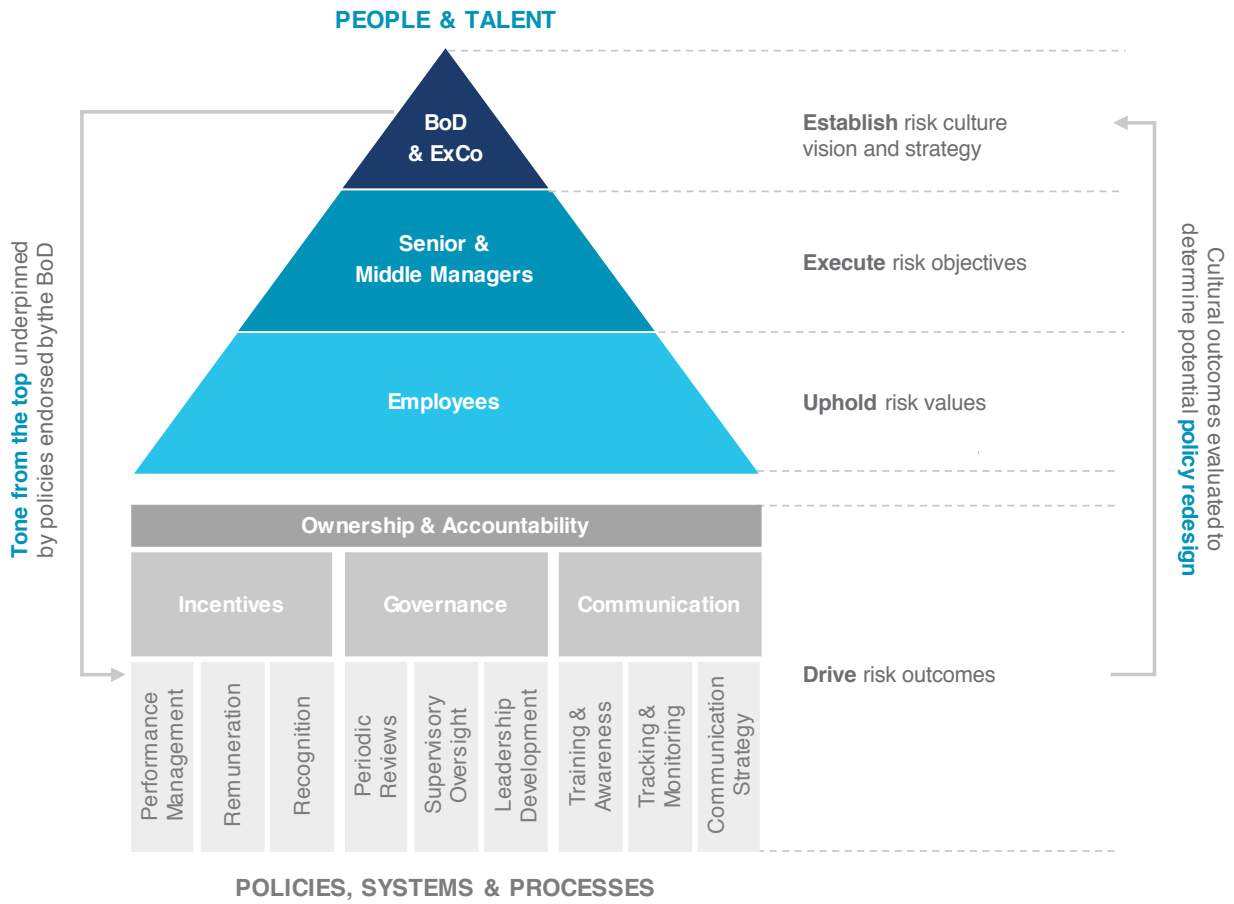 PEOPLE & TALENT
BoD
& ExCo
Establish risk culture
vision and strategy
Senior &
Middle Managers
Execute risk objectives
Employees
Uphold risk values
Tone from the top underpinned
by policies endorsed by the BoD
Cultural outcomes evaluated to
determine potential policy redesign
Ownership & Accountability
Incentives
Governance
Communication
Performance
Management
Remuneration
Recognition
Periodic
Reviews
Supervisory
Oversight
Leadership
Development
Training &
Awareness
Tracking &
Monitoring
Communication
Strategy
Drive risk outcomes
POLICIES, SYSTEMS & PROCESSES